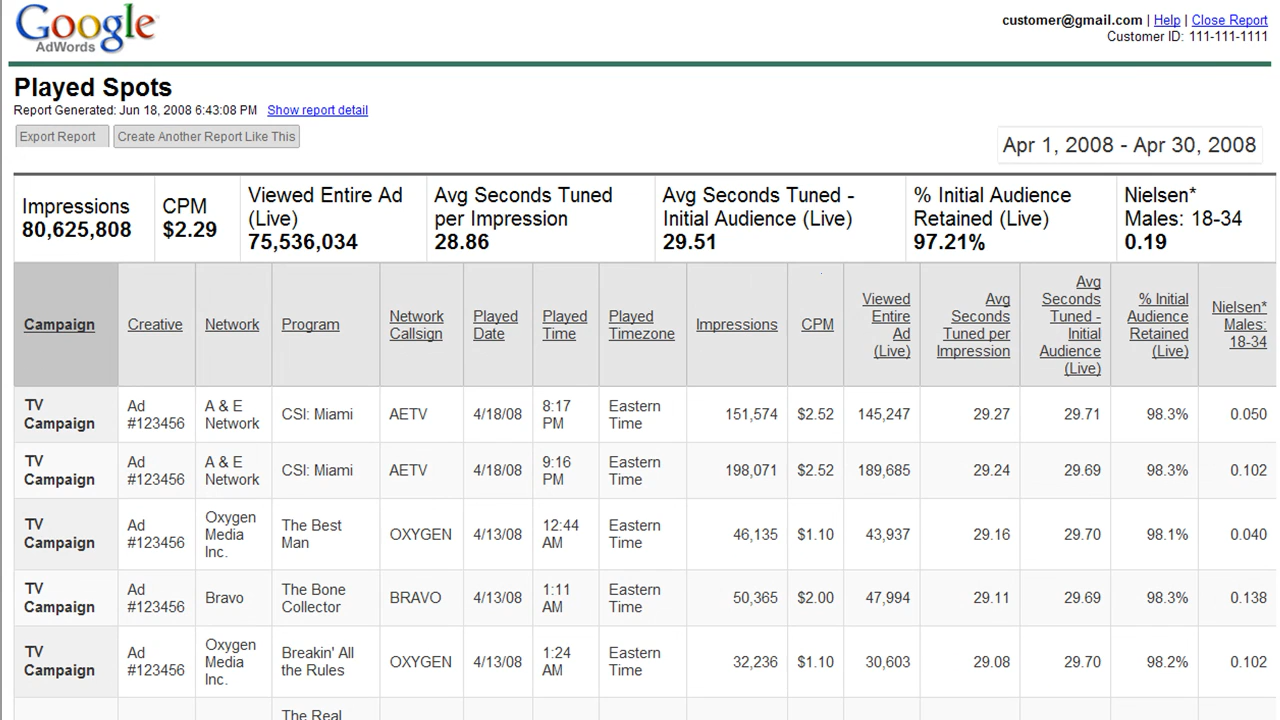 Google
AdWords
customer@gmail.com | Help | Close Report
Customer ID: 111-111-1111
Played Spots
Report Generated: Jun 18, 2008 6:43:08 PM Show report detail
Export Report Create Another Report Like This
Apr 1, 2008 - Apr 30, 2008
Impressions
80,625,808
CPM
$2.29
Viewed Entire Ad
(Live)
75,536,034
Avg Seconds Tuned
per Impression
28.86
Avg Seconds Tuned -
Initial Audience (Live)
29.51
% Initial Audience
Retained (Live)
97.21%
Nielsen*
Males: 18-34
0.19
Campaign
Creative
Network
Program
Network
Callsign
Played
Date
Played
Time
Played
Timezone
Impressions
CPM
Viewed
Entire
Ad
(Live)
Avg
Seconds
Tuned per
Impression
Avg
Seconds
Tuned -
Initial
Audience
(Live)
% Initial
Audience
Retained
(Live)
Nielsen*
Males:
18-34
TV
Campaign
Ad
#123456
A & E
Network
CSI: Miami
AETV
4/18/08
8:17
PM
Eastern
Time
151,574
$2.52
145,247
29.27
29.71
98.3%
0.050
TV
Campaign
Ad
#123456
A & E
Network
CSI: Miami
AETV
4/18/08
9:16
PM
Eastern
Time
198,071
$2.52
189,685
29.24
29.69
98.3%
0.102
TV
Campaign
Ad
#123456
Oxygen
Media
Inc.
The Best
Man
OXYGEN
4/13/08
12:44
AM
Eastern
Time
46,135
$1.10
43,937
29.16
29.70
98.1%
0.040
TV
Campaign
Ad
#123456
Bravo
The Bone
Collector
BRAVO
4/13/08
1:11
AM
Eastern
Time
50,365
$2.00
47,994
29.11
29.69
98.3%
0.138
TV
Campaign
Ad
#123456
Oxygen
Media
Inc.
Breakin' All
the Rules
OXYGEN
4/13/08
1:24
AM
Eastern
Time
32,236
$1.10
30,603
29.08
29.70
98.2%
0.102
The Real